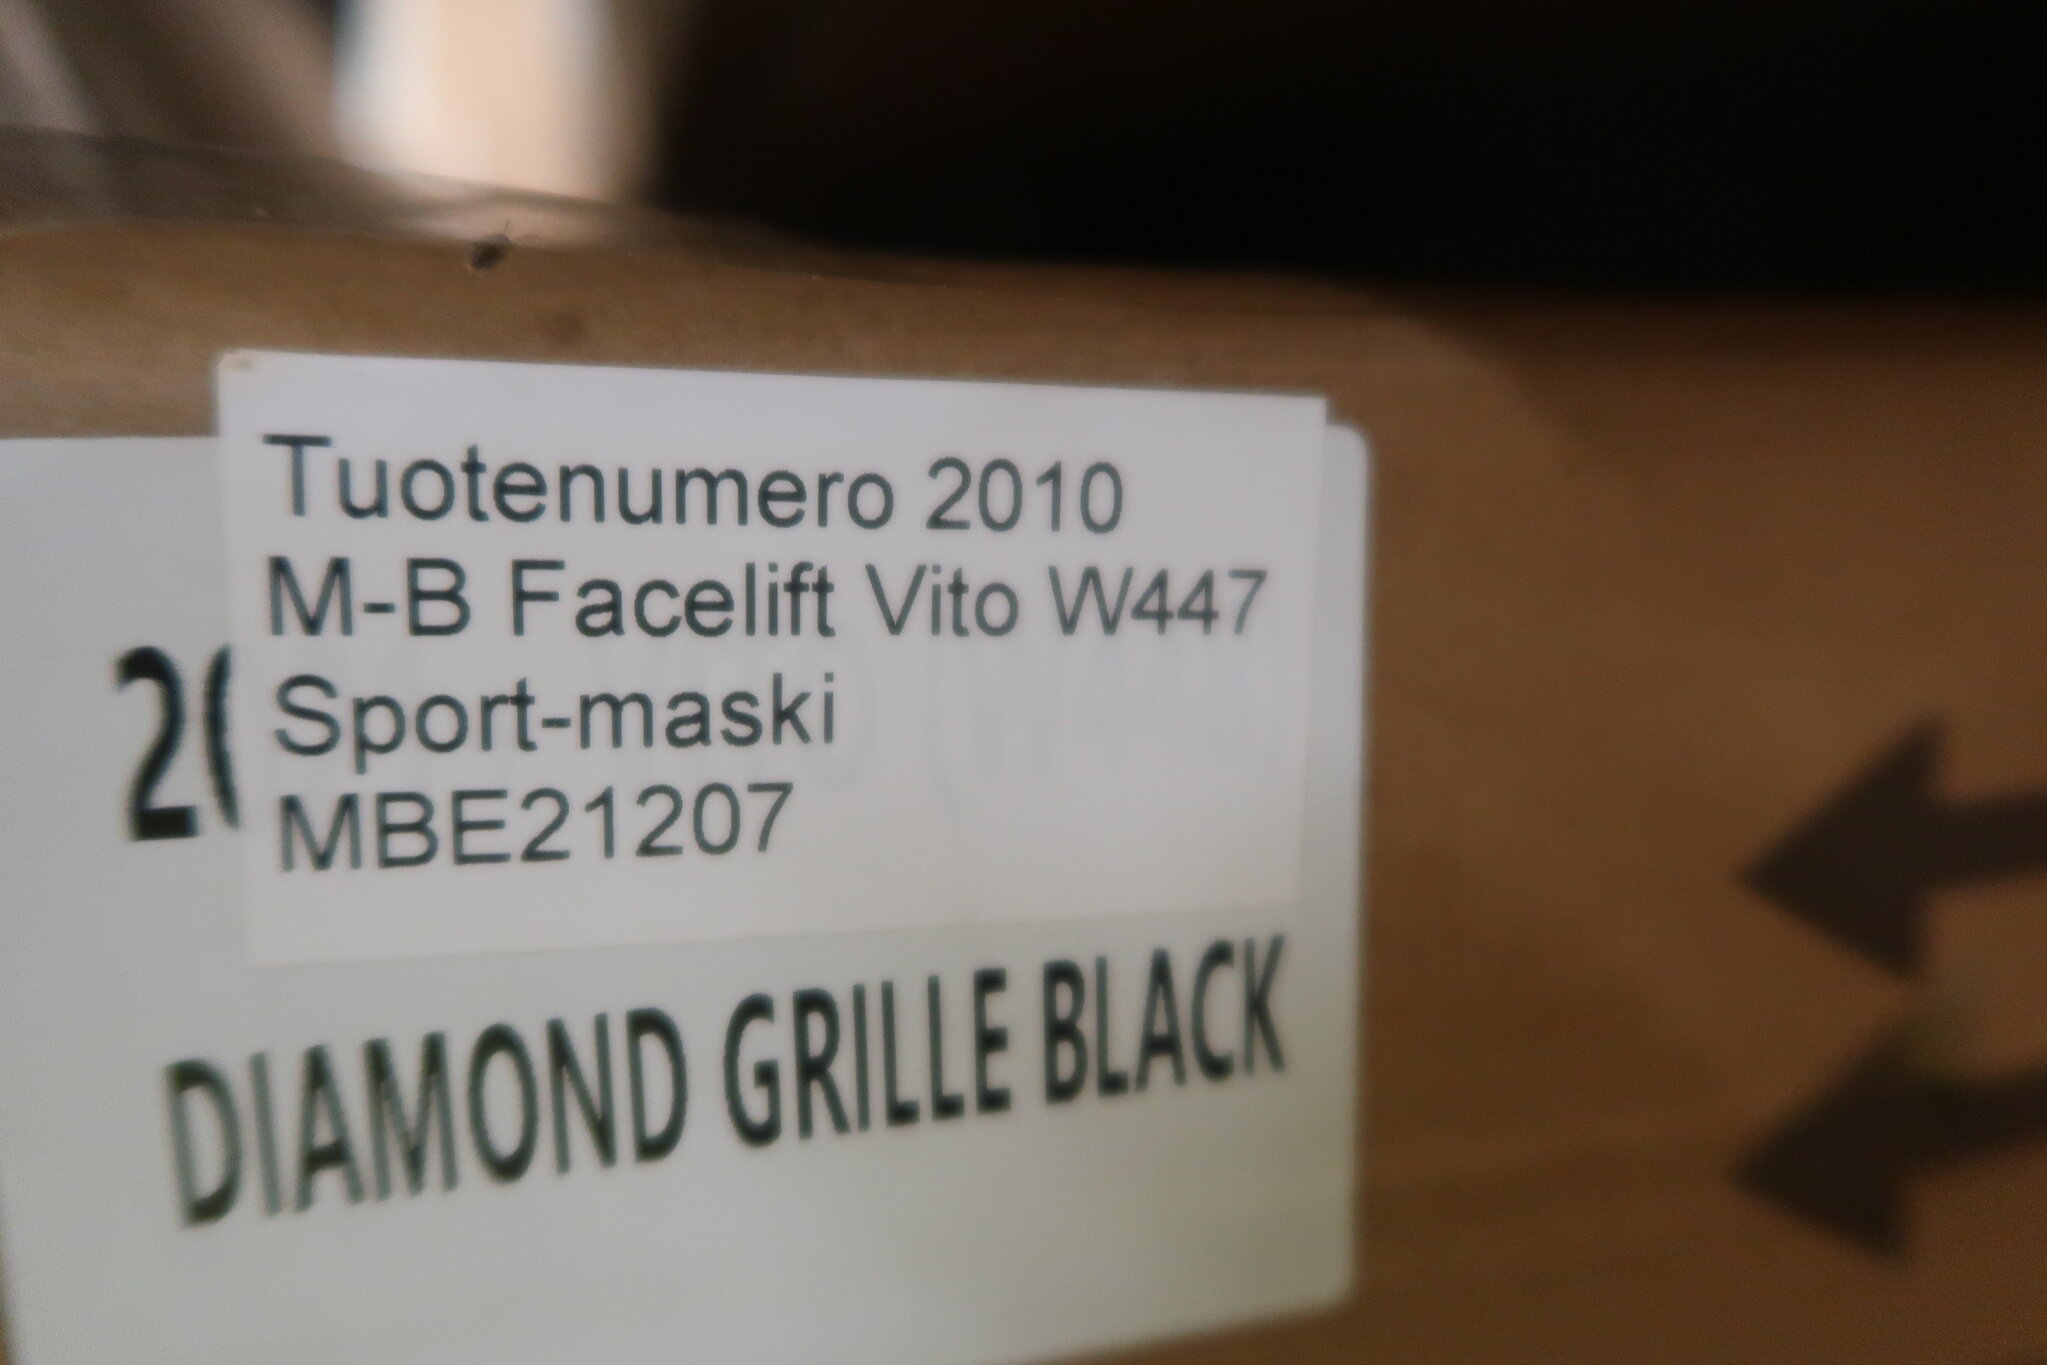 Tuotenumero 2010
M-B Facelift Vito W447
Sport-maski
MBE21207
DIAMOND GRILLE BLACK